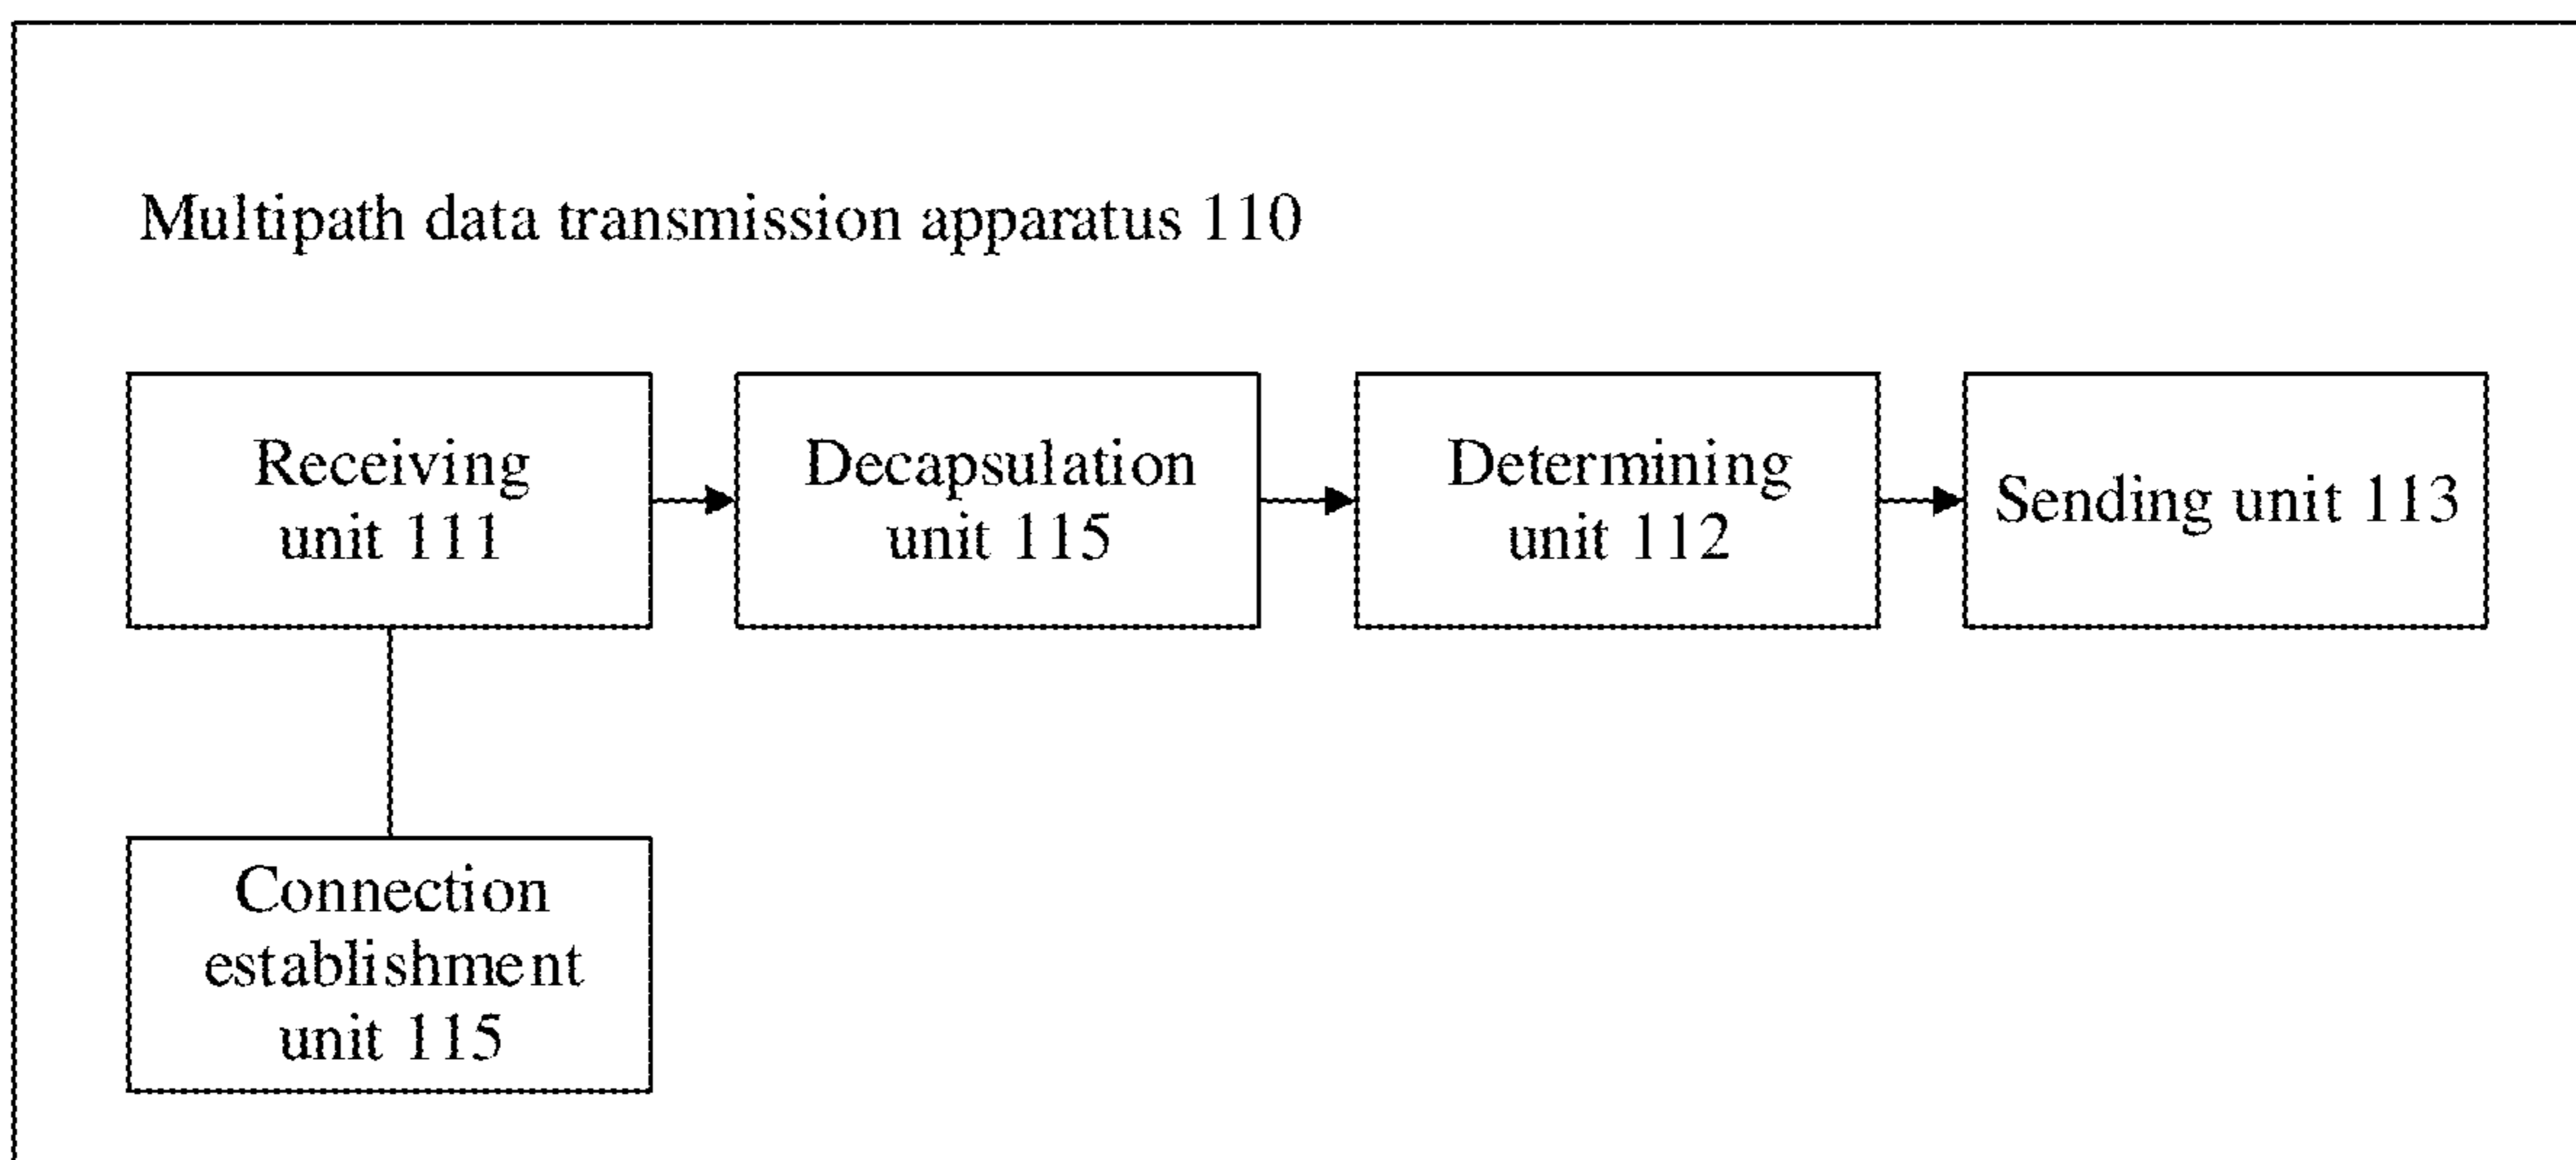 Multipath data transmission apparatus 110
Receiving
unit 111
Decapsulation
unit 115
Determining
unit 112
Sending unit 113
Connection
establishment
unit 115